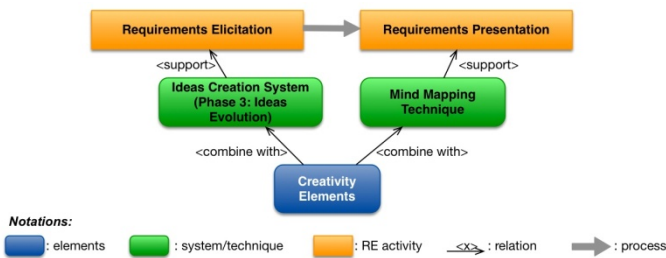 Requirements Elicitation
Requirements Presentation
<support>
<support>
Ideas Creation System
(Phase 3: Ideas
Evolution)
Mind Mapping
Technique
<combine with>
<combine with>
Creativity
Elements
Notations:
: elements
: system/technique
: RE activity
<x> : relation
: process